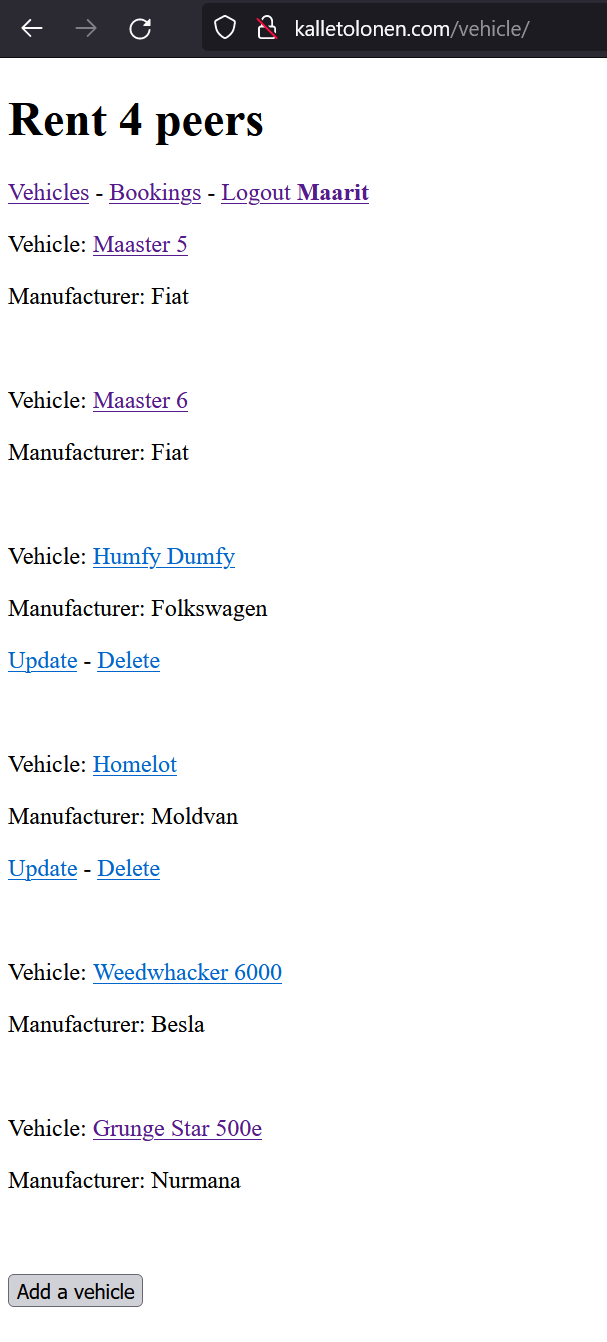 kalletolonen.com/vehicle/
Rent 4 peers
Vehicles - Bookings - Logout Maarit
Vehicle: Maaster 5
Manufacturer: Fiat
Vehicle: Maaster 6
Manufacturer: Fiat
Vehicle: Humfy Dumfy
Manufacturer: Folkswagen
Update - Delete
Vehicle: Homelot
Manufacturer: Moldvan
Update - Delete
Vehicle: Weedwhacker 6000
Manufacturer: Besla
Vehicle: Grunge Star 500e
Manufacturer: Nurmana
Add a vehicle